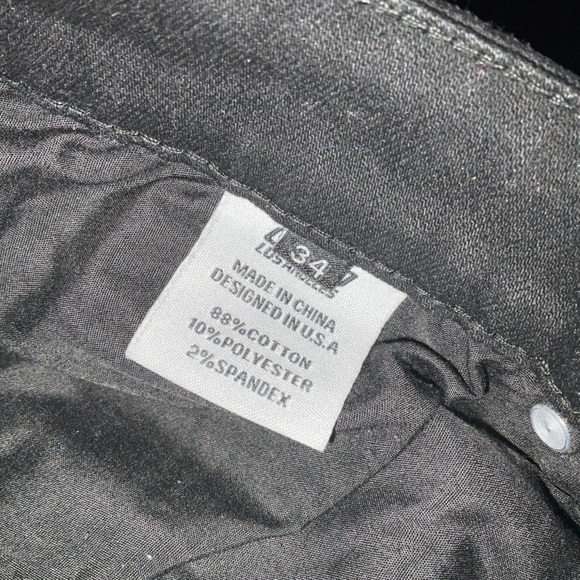 34
LOS ANGELES
MADE IN CHINA
DESIGNED IN U.S.A
88%COTTON
10%POLYESTER
2%SPANDEX